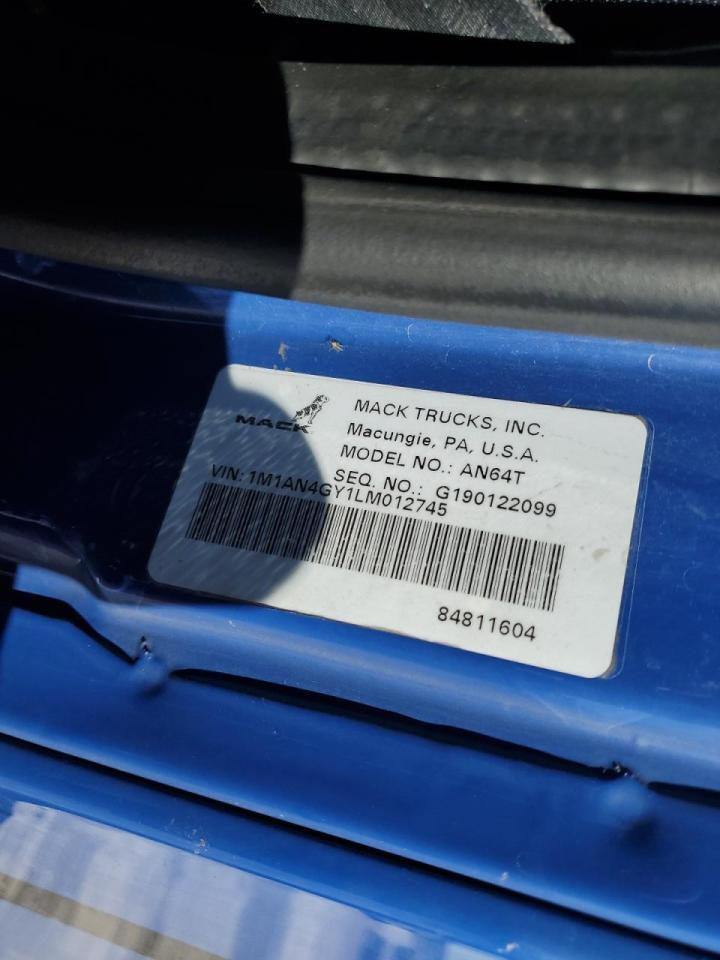 MACK
MACK TRUCKS, INC.
Macungie, PA, U.S.A.
MODEL NO.: AN64T
SEQ. NO.: G190122099
VIN: 1M1AN4GY1LM012745
84811604